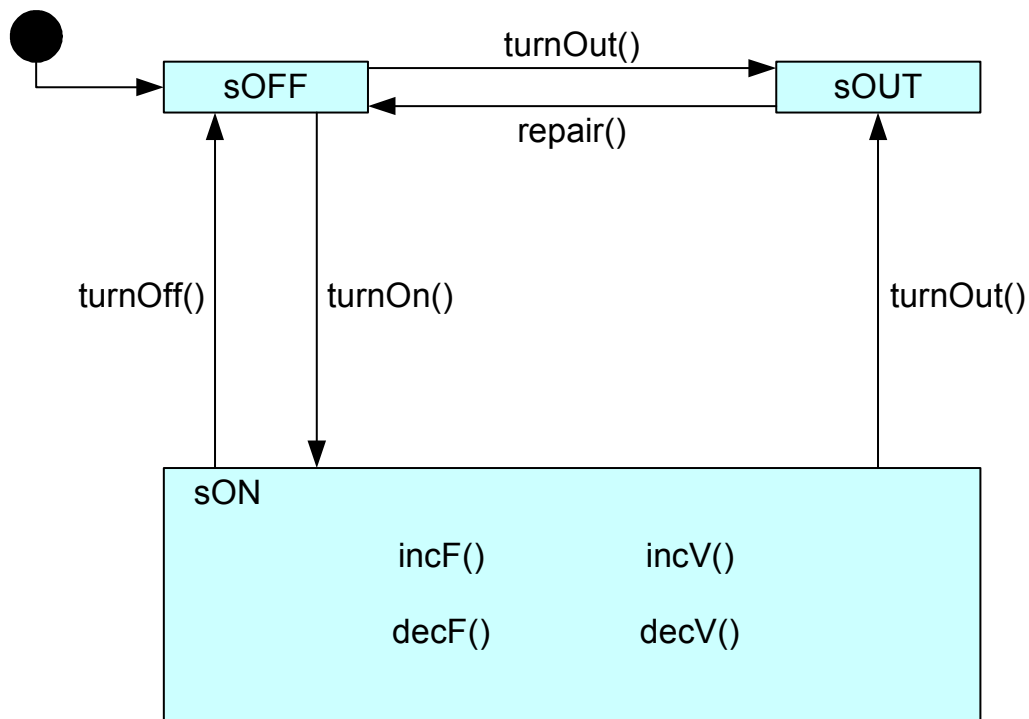 turnOut()
sOFF
sOUT
repair()
turnOff()
turnOn()
turnOut()
sON
incF()
incV()
decF()
decV()